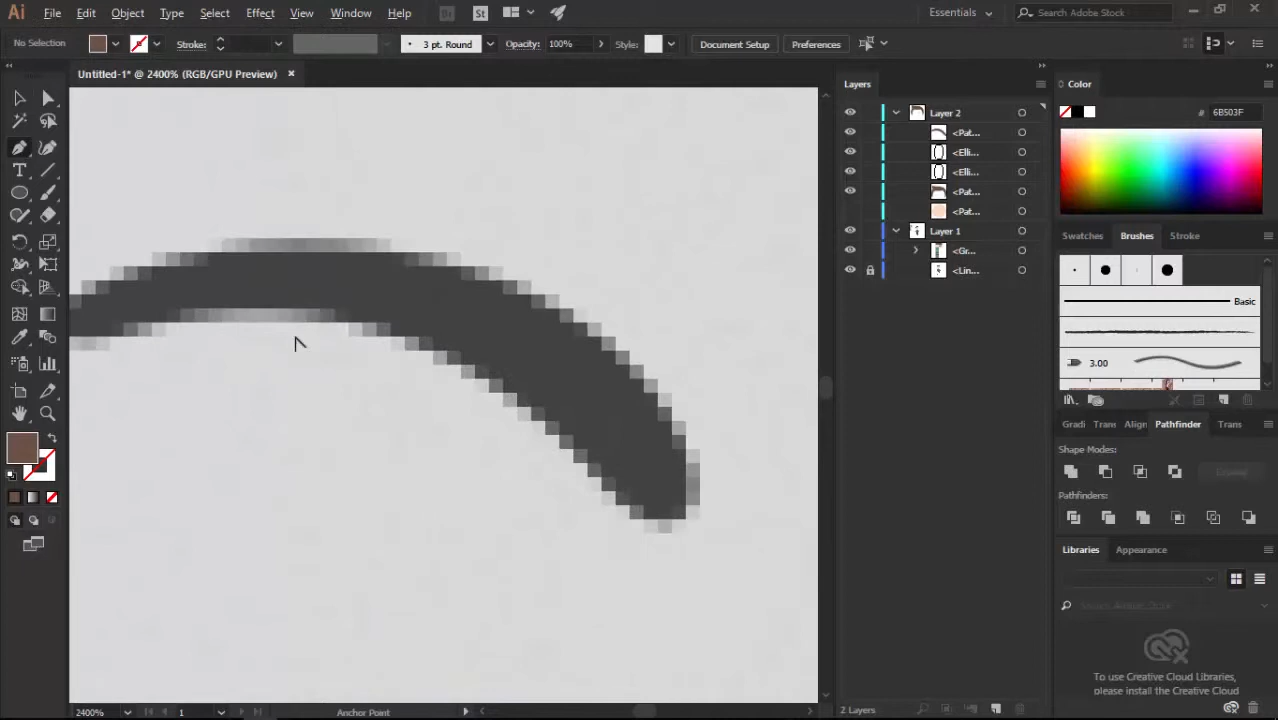 Ai File Edit Object Type Select Effect View Window Help Br St Essentials Search Adobe Stock
No Selection Stroke: 3 pt. Round Opacity: 100% Style: Document Setup Preferences
Untitled-1* @ 2400% (RGB/GPU Preview)
Layers
Layer 2
<Pat...
<Elli...
<Elli...
<Pat...
<Pat...
Layer 1
<Gr...
<Lin...
2 Layers
Color
# 6B503F
Swatches Brushes Stroke
Basic
3.00
Gradi Trans Align Pathfinder Trans
Shape Modes:
Pathfinders:
Libraries Appearance
To use Creative Cloud Libraries,
please install the Creative Cloud
2400% 1 Anchor Point